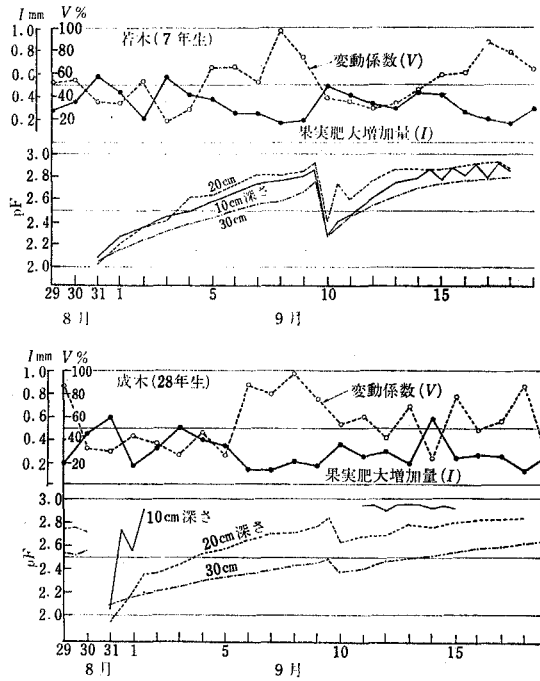 I mm V%
若木(7年生)
1.0 100
0.8 80
0.6 60
0.4 40
0.2 20
変動係数(V)
果実肥大増加量(I)
pF
3.0
2.8
2.6
2.4
2.2
2.0
20cm
10cm深さ
30cm
29 30 31 1 5 10 15
8月 9月
I mm V%
成木(28年生)
1.0 100
0.8 80
0.6 60
0.4 40
0.2 20
変動係数(V)
果実肥大増加量(I)
pF
3.0
2.8
2.6
2.5
2.2
2.0
10cm深さ
20cm深さ
30cm
29 30 31 1 5 10 15
8月 9月